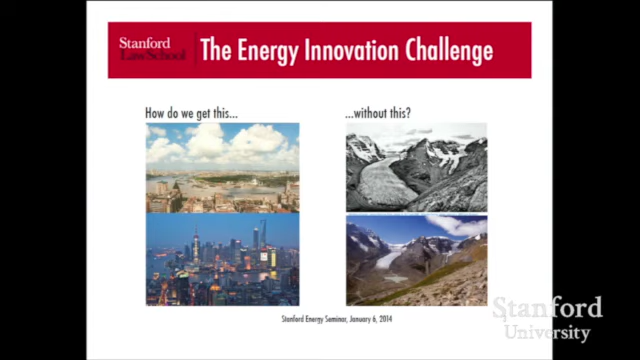 Stanford
Law School
The Energy Innovation Challenge
How do we get this...
...without this?
Stanford Energy Seminar, January 6, 2014
Stanford
University